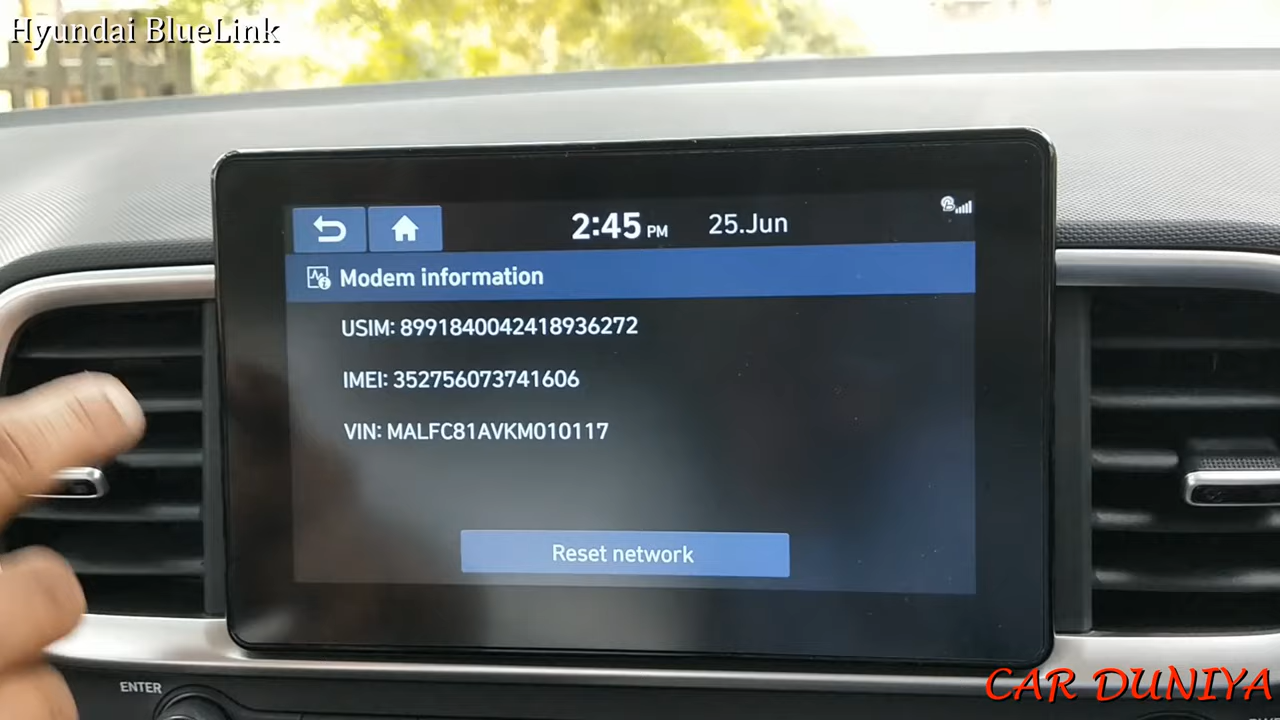 Hyundai BlueLink
2:45 PM 25.Jun
Modem information
USIM: 8991840042418936272
IMEI: 352756073741606
VIN: MALFC81AVKM010117
Reset network
ENTER
CAR DUNIYA